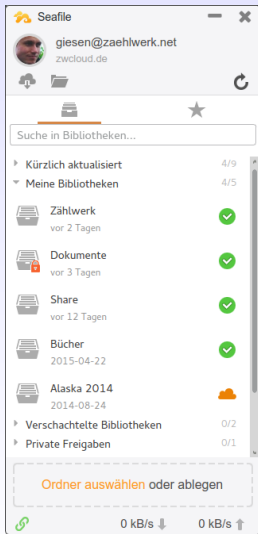 Seafile
giesen@zaehlwerk.net
zwcloud.de
Suche in Bibliotheken...
Kürzlich aktualisiert 4/9
Meine Bibliotheken 4/5
Zählwerk
vor 2 Tagen
Dokumente
vor 3 Tagen
Share
vor 12 Tagen
Bücher
2015-04-22
Alaska 2014
2014-08-24
Verschachtelte Bibliotheken 0/2
Private Freigaben 0/1
Ordner auswählen oder ablegen
0 kB/s 0 kB/s